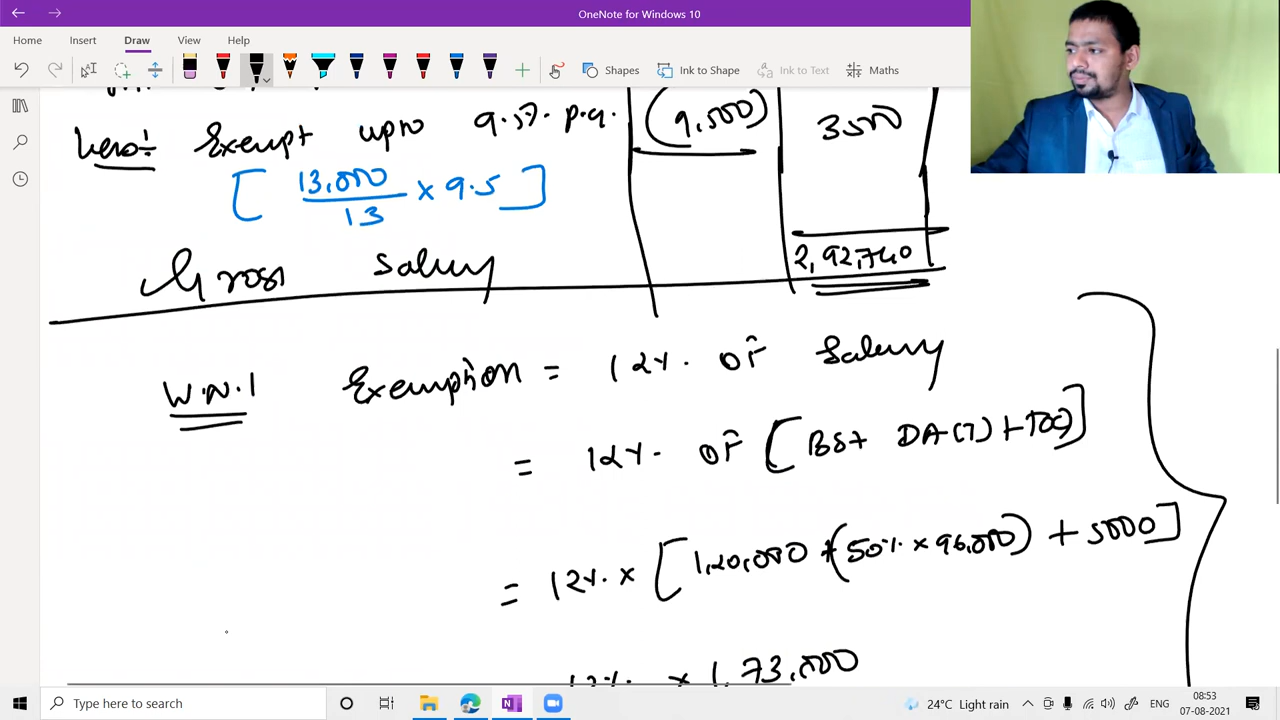 OneNote for Windows 10
Home Insert Draw View Help
Shapes Ink to Shape Ink to Text Maths
Less:- Exempt upto 9.5%. p.a. (9,500) 3500
[ 13,000 / 13 × 9.5 ]
Gross Salary 2,92,740
W.N.1 Exemption = 12%. of Salary
= 12%. of [BS+ DA(T)+TOC)]
= 12%. × [1,20,000 +(50%×96,000) + 5000]
12%. × 1,73,000
Type here to search 24°C Light rain ENG 08:53
07-08-2021